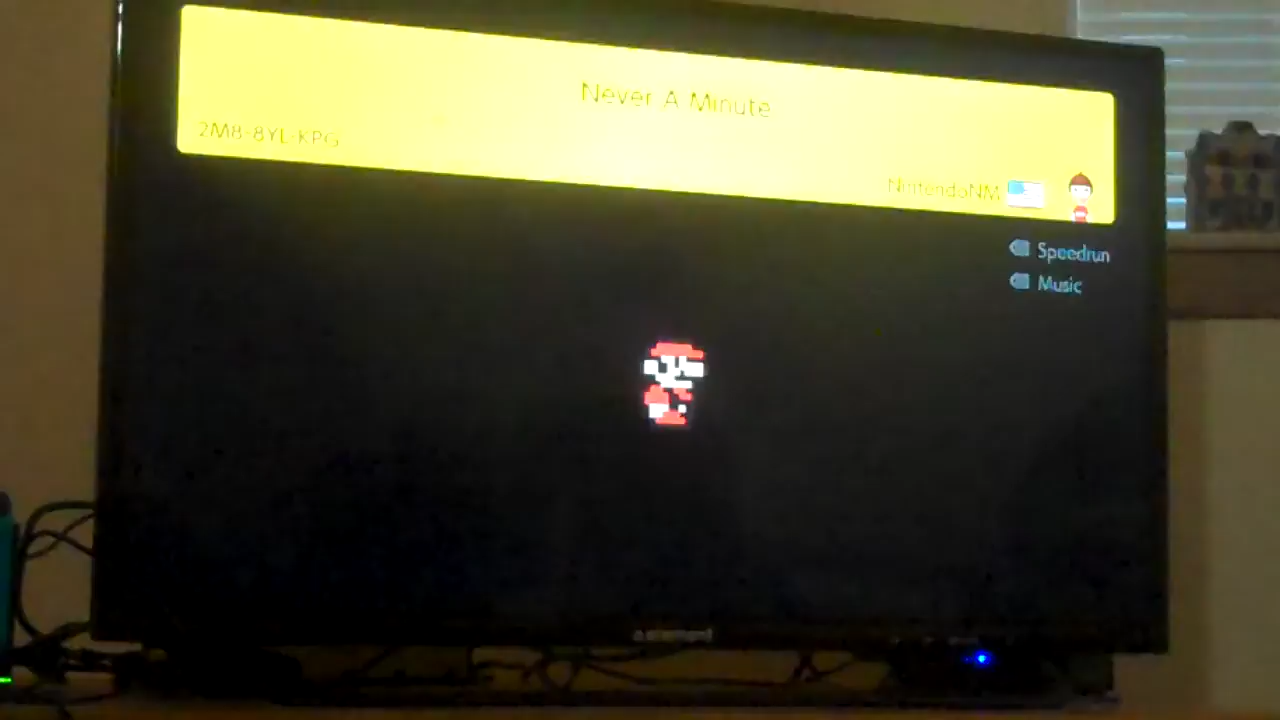 Never A Minute
2M8-8YL-KPG
NintendoNM
Speedrun
Music